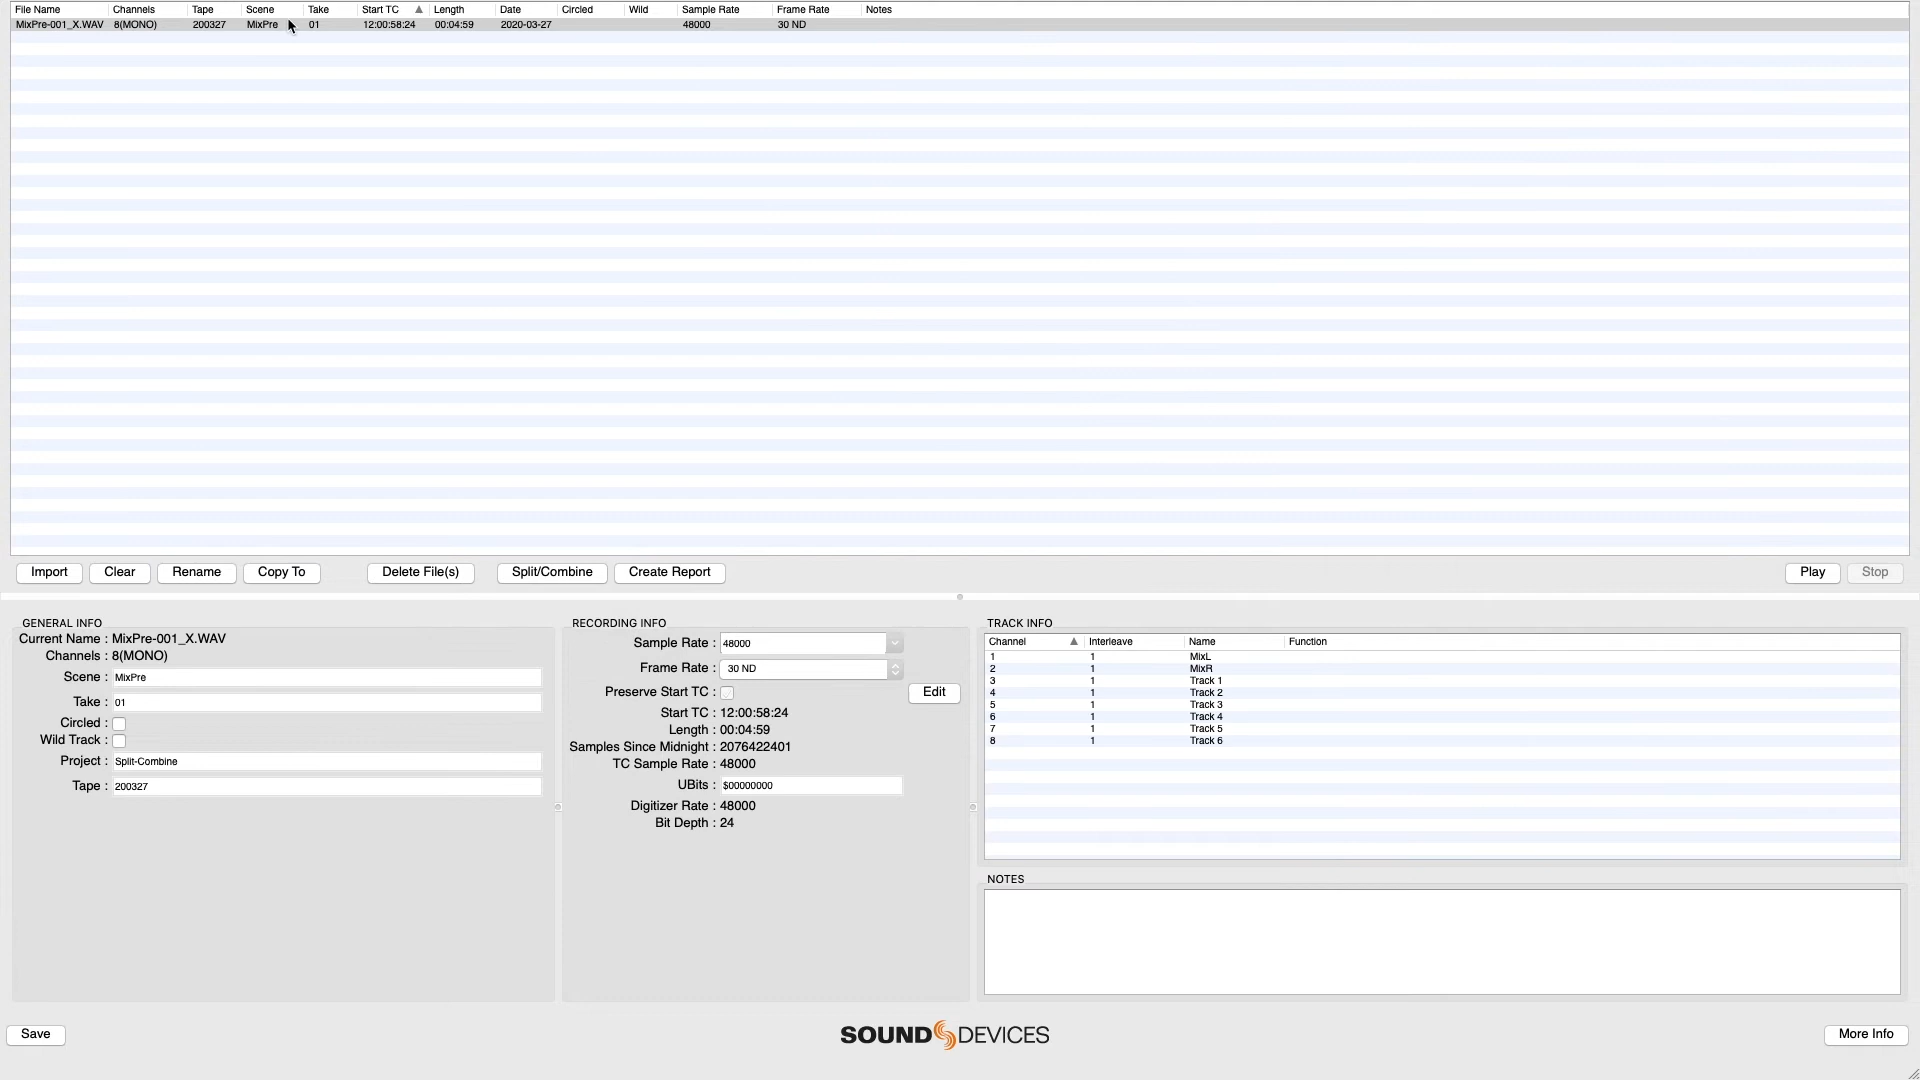 File Name Channels Tape Scene Take Start TC Length Date Circled Wild Sample Rate Frame Rate Notes
MixPre-001_X.WAV 8(MONO) 200327 MixPre 01 12:00:58:24 00:04:59 2020-03-27 48000 30 ND
Import Clear Rename Copy To Delete File(s) Split/Combine Create Report Play Stop
GENERAL INFO
Current Name : MixPre-001_X.WAV
Channels : 8(MONO)
Scene : MixPre
Take : 01
Circled :
Wild Track :
Project : Split-Combine
Tape : 200327
RECORDING INFO
Sample Rate : 48000
Frame Rate : 30 ND
Preserve Start TC : Edit
Start TC : 12:00:58:24
Length : 00:04:59
Samples Since Midnight : 2076422401
TC Sample Rate : 48000
UBits : $00000000
Digitizer Rate : 48000
Bit Depth : 24
TRACK INFO
Channel Interleave Name Function
1 1 MixL
2 1 MixR
3 1 Track 1
4 1 Track 2
5 1 Track 3
6 1 Track 4
7 1 Track 5
8 1 Track 6
NOTES
Save SOUND DEVICES More Info